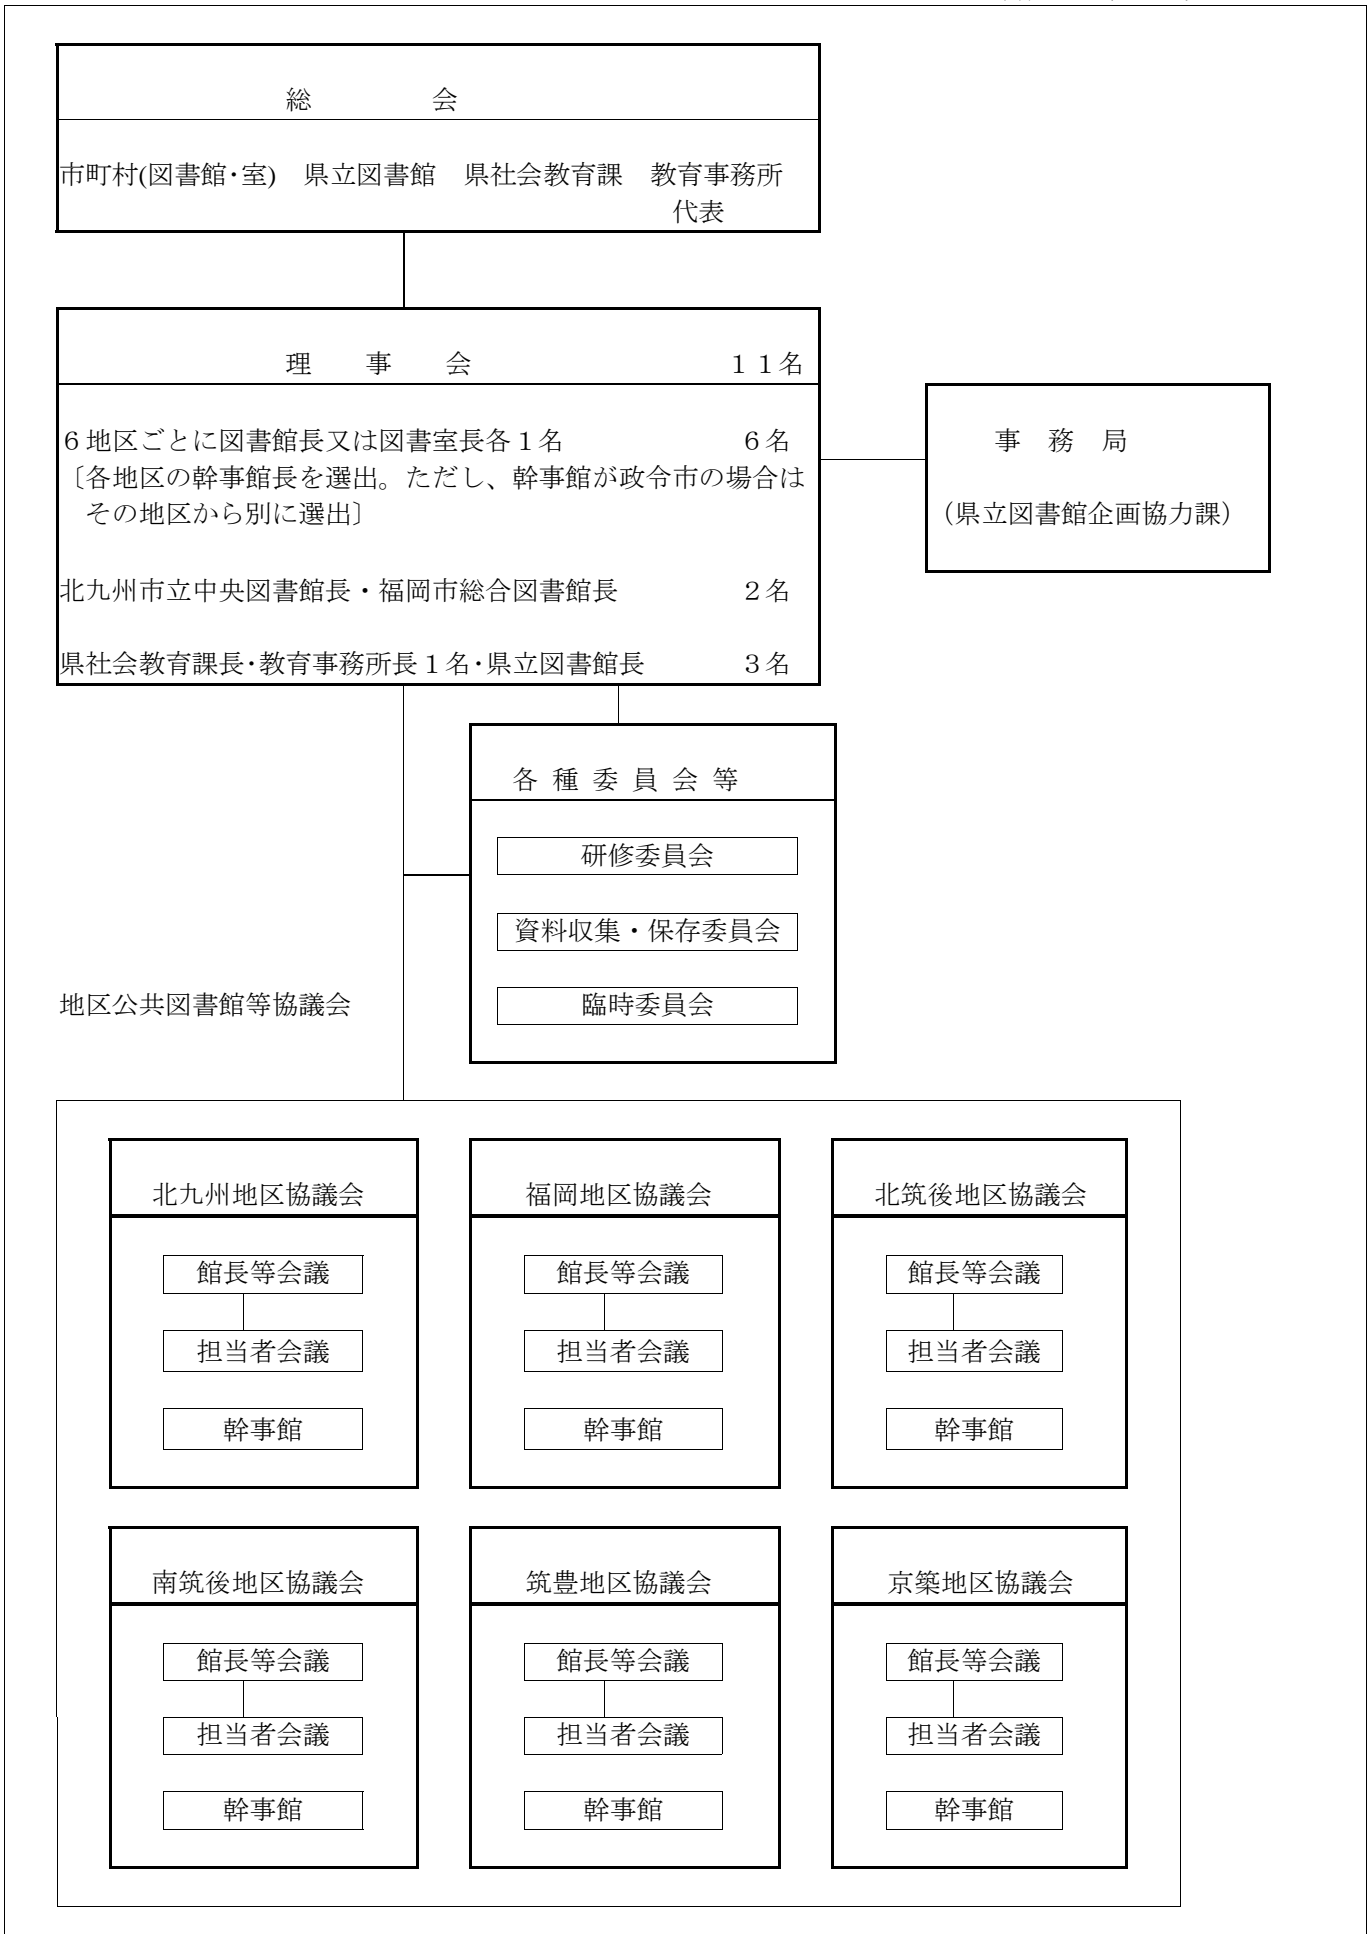 総　会
市町村(図書館・室)　県立図書館　県社会教育課　教育事務所
代表
理　事　会　１１名
６地区ごとに図書館長又は図書室長各１名　６名
〔各地区の幹事館長を選出。ただし、幹事館が政令市の場合は
その地区から別に選出〕
北九州市立中央図書館長・福岡市総合図書館長　２名
県社会教育課長・教育事務所長１名・県立図書館長　３名
事　務　局
（県立図書館企画協力課）
各 種 委 員 会 等
研修委員会
資料収集・保存委員会
臨時委員会
地区公共図書館等協議会
北九州地区協議会
館長等会議
担当者会議
幹事館
福岡地区協議会
館長等会議
担当者会議
幹事館
北筑後地区協議会
館長等会議
担当者会議
幹事館
南筑後地区協議会
館長等会議
担当者会議
幹事館
筑豊地区協議会
館長等会議
担当者会議
幹事館
京築地区協議会
館長等会議
担当者会議
幹事館